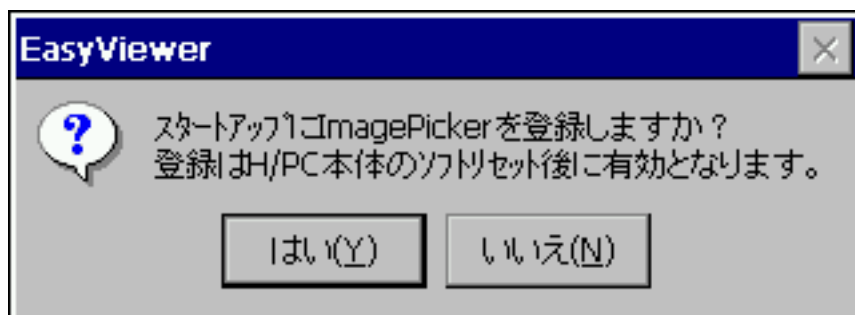 EasyViewer
スタートアップにImagePickerを登録しますか？
登録はH/PC本体のソフトリセット後に有効となります。
はい(Y)
いいえ(N)